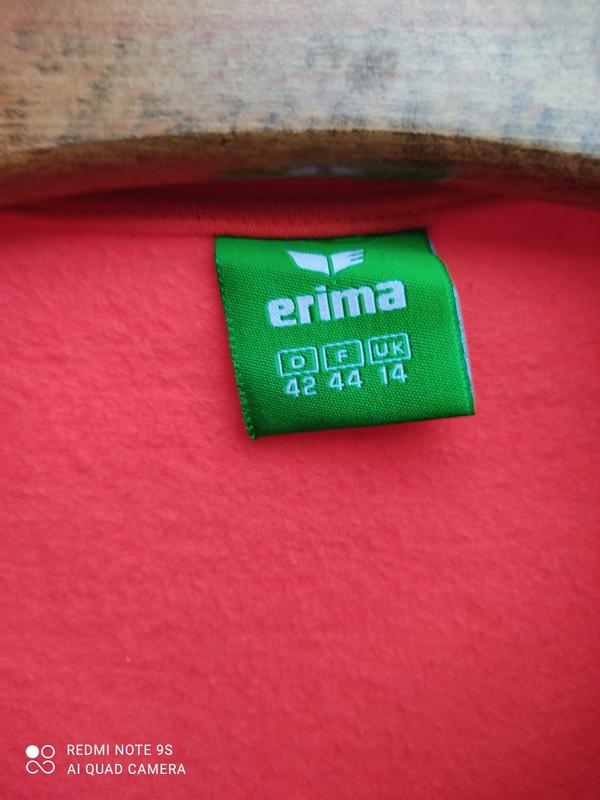 erima
D F UK
42 44 14
REDMI NOTE 9S
AI QUAD CAMERA